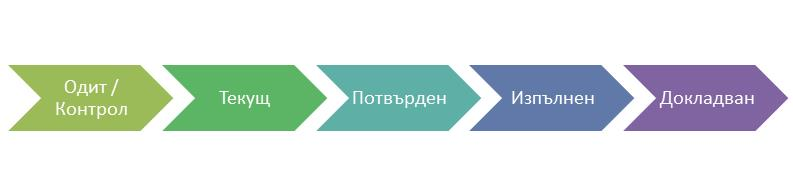 Одит /
Контрол
Текущ
Потвърден
Изпълнен
Докладван